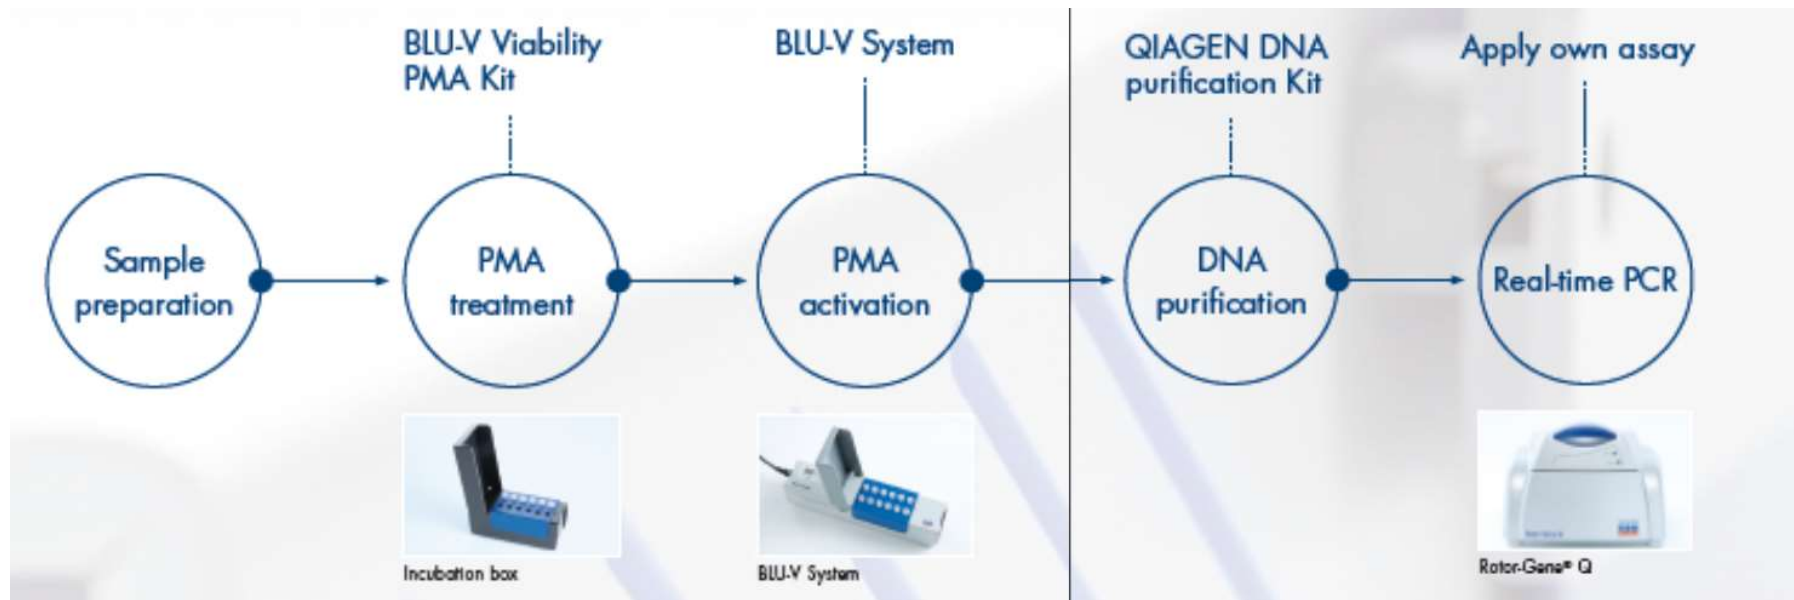 BLU-V Viability
PMA Kit
BLU-V System
QIAGEN DNA
purification Kit
Apply own assay
Sample
preparation
PMA
treatment
PMA
activation
DNA
purification
Real-time PCR
Incubation box
BLU-V System
Rotor-Gene® Q